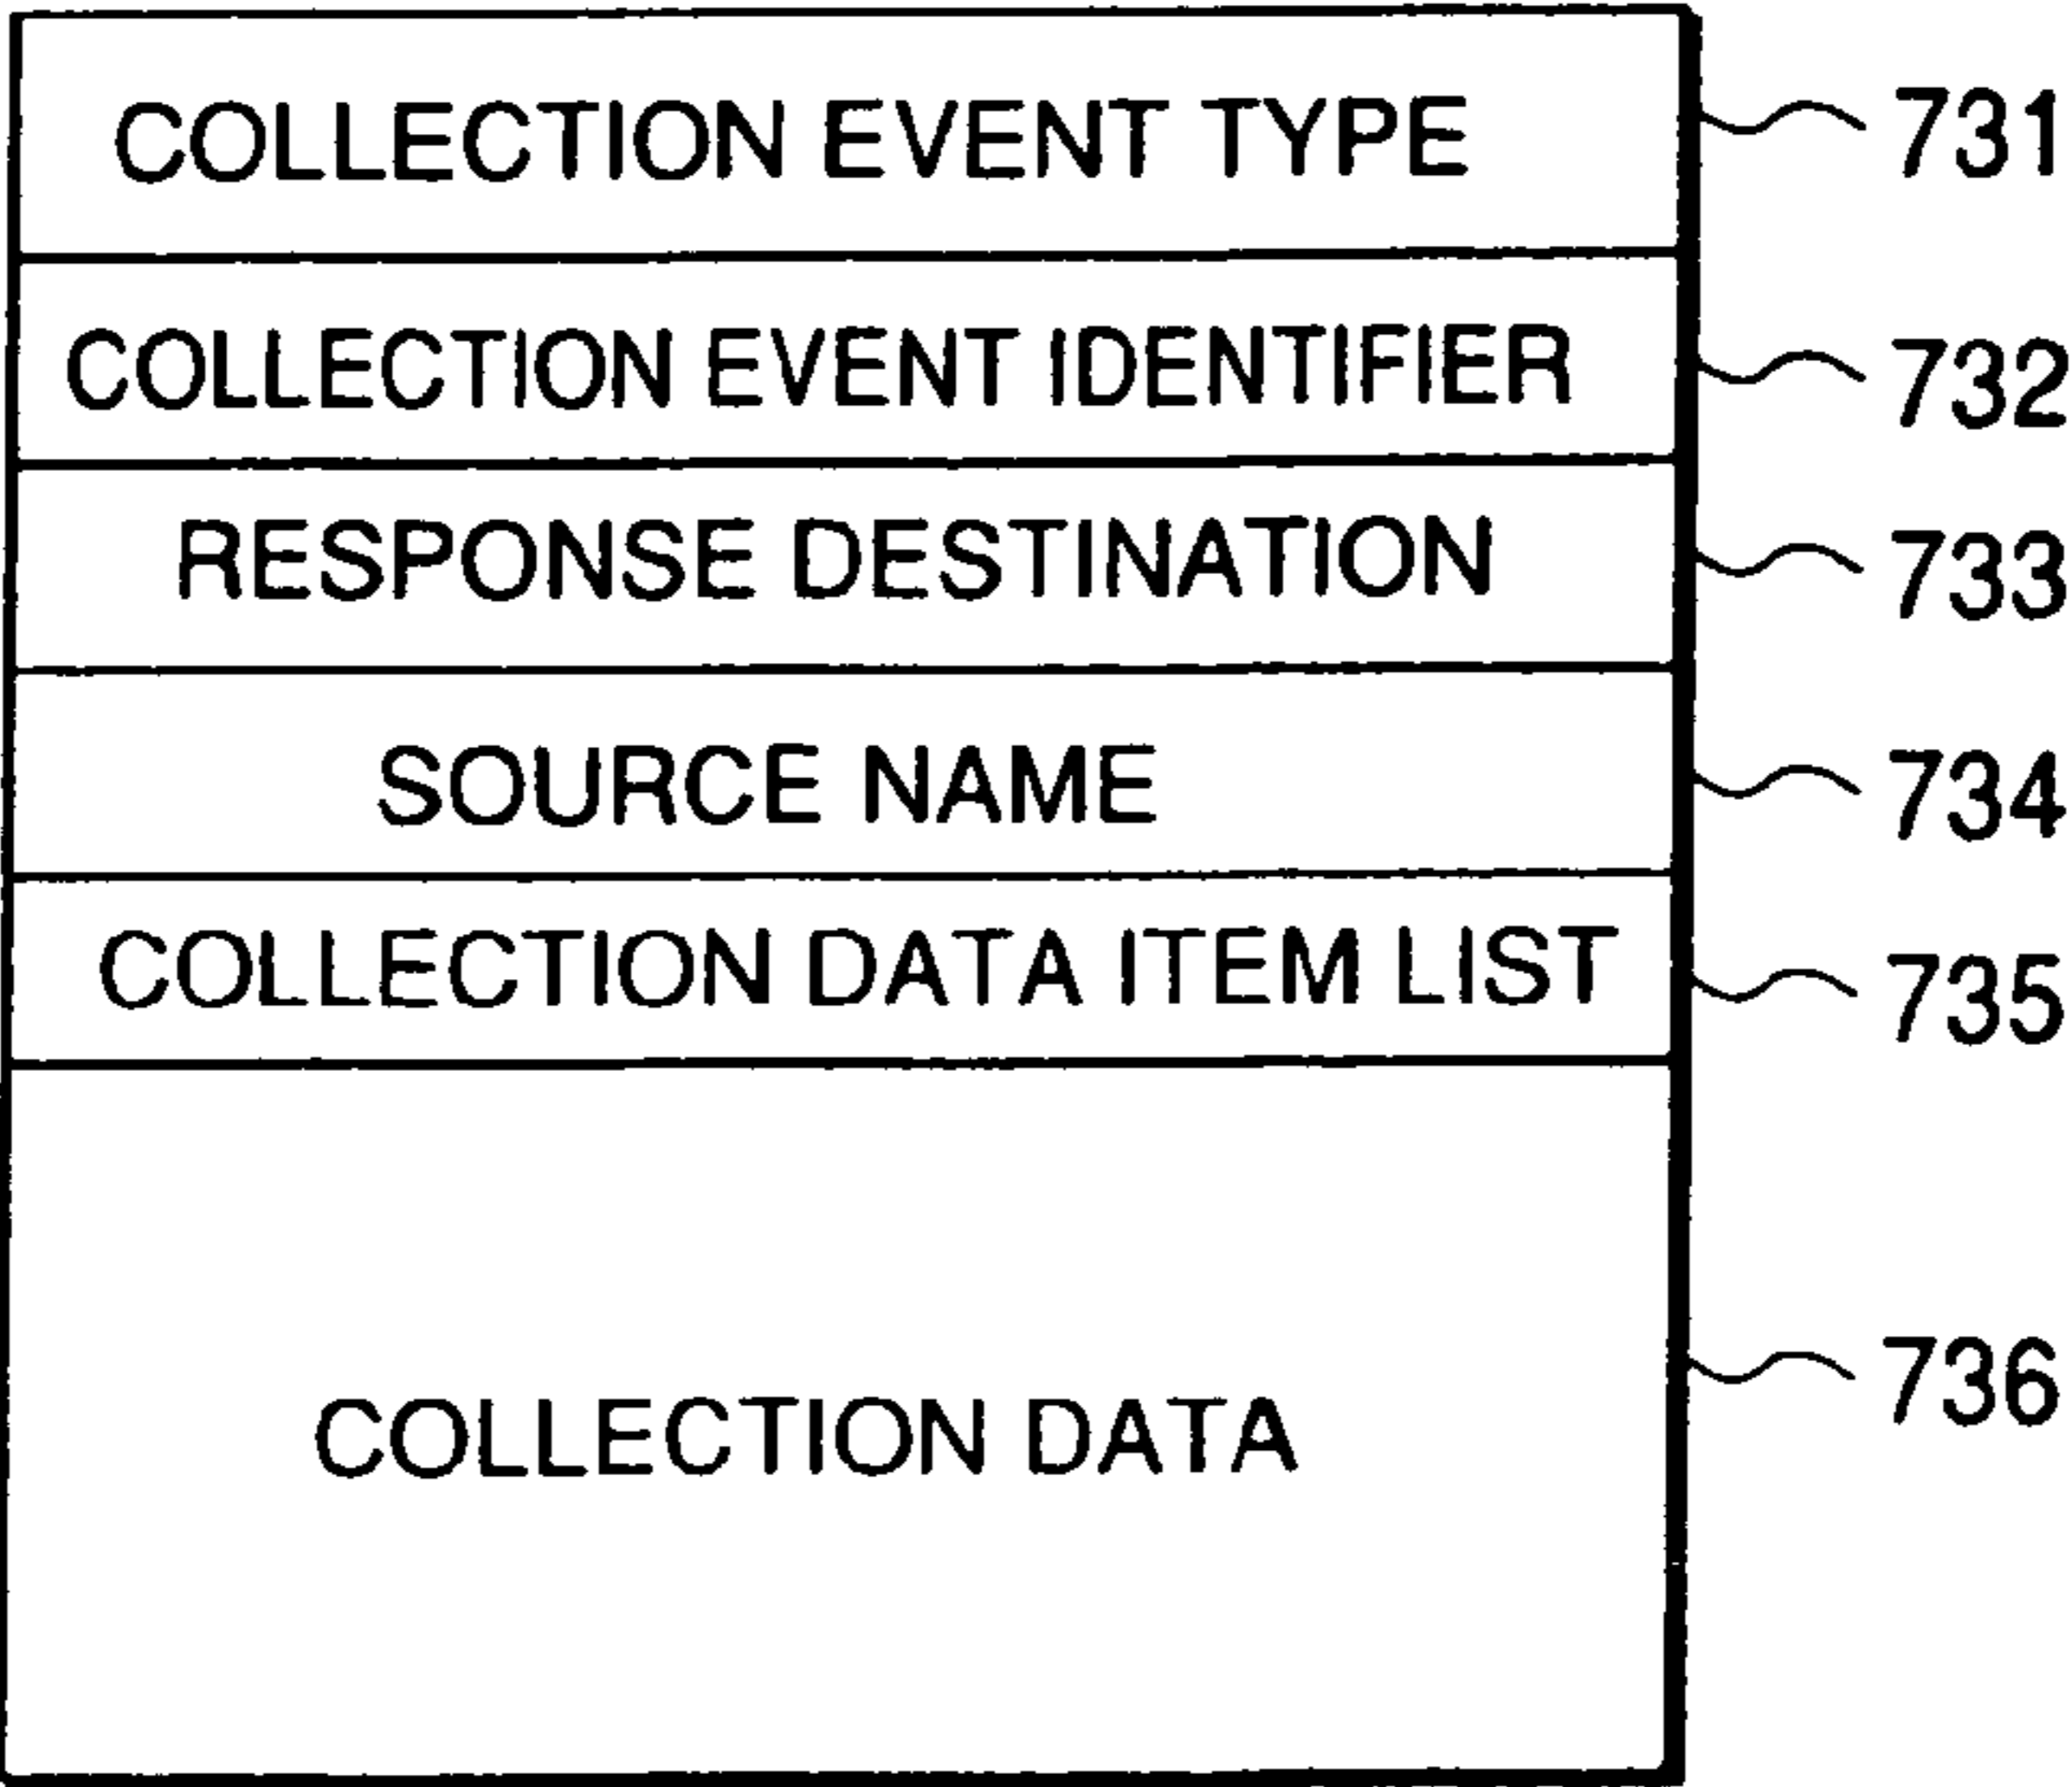 COLLECTION EVENT TYPE 731
COLLECTION EVENT IDENTIFIER 732
RESPONSE DESTINATION 733
SOURCE NAME 734
COLLECTION DATA ITEM LIST 735
COLLECTION DATA 736